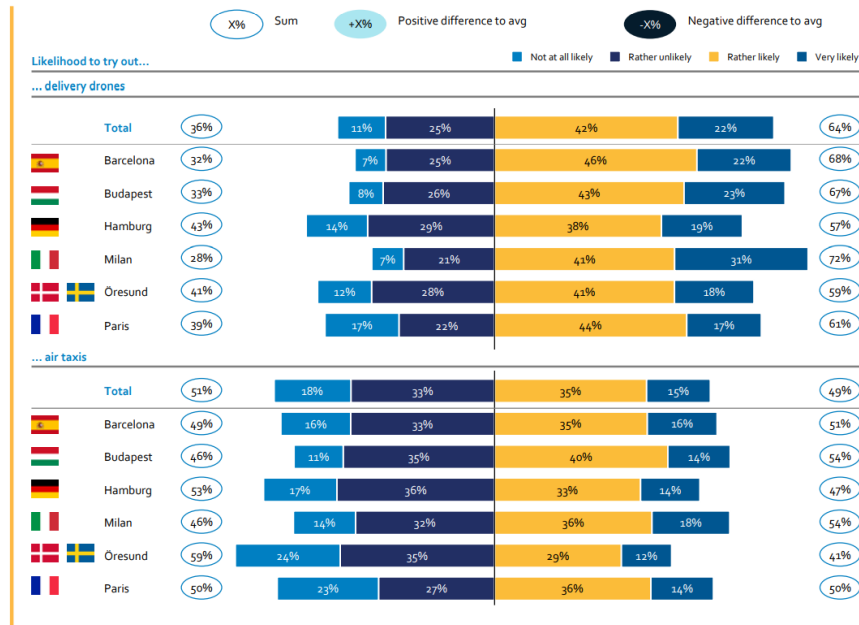 X% Sum +X% Positive difference to avg -X% Negative difference to avg
Likelihood to try out... Not at all likely Rather unlikely Rather likely Very likely
... delivery drones
Total 36% 11% 25% 42% 22% 64%
Barcelona 32% 7% 25% 46% 22% 68%
Budapest 33% 8% 26% 43% 23% 67%
Hamburg 43% 14% 29% 38% 19% 57%
Milan 28% 7% 21% 41% 31% 72%
Öresund 41% 12% 28% 41% 18% 59%
Paris 39% 17% 22% 44% 17% 61%
... air taxis
Total 51% 18% 33% 35% 15% 49%
Barcelona 49% 16% 33% 35% 16% 51%
Budapest 46% 11% 35% 40% 14% 54%
Hamburg 53% 17% 36% 33% 14% 47%
Milan 46% 14% 32% 36% 18% 54%
Öresund 59% 24% 35% 29% 12% 41%
Paris 50% 23% 27% 36% 14% 50%